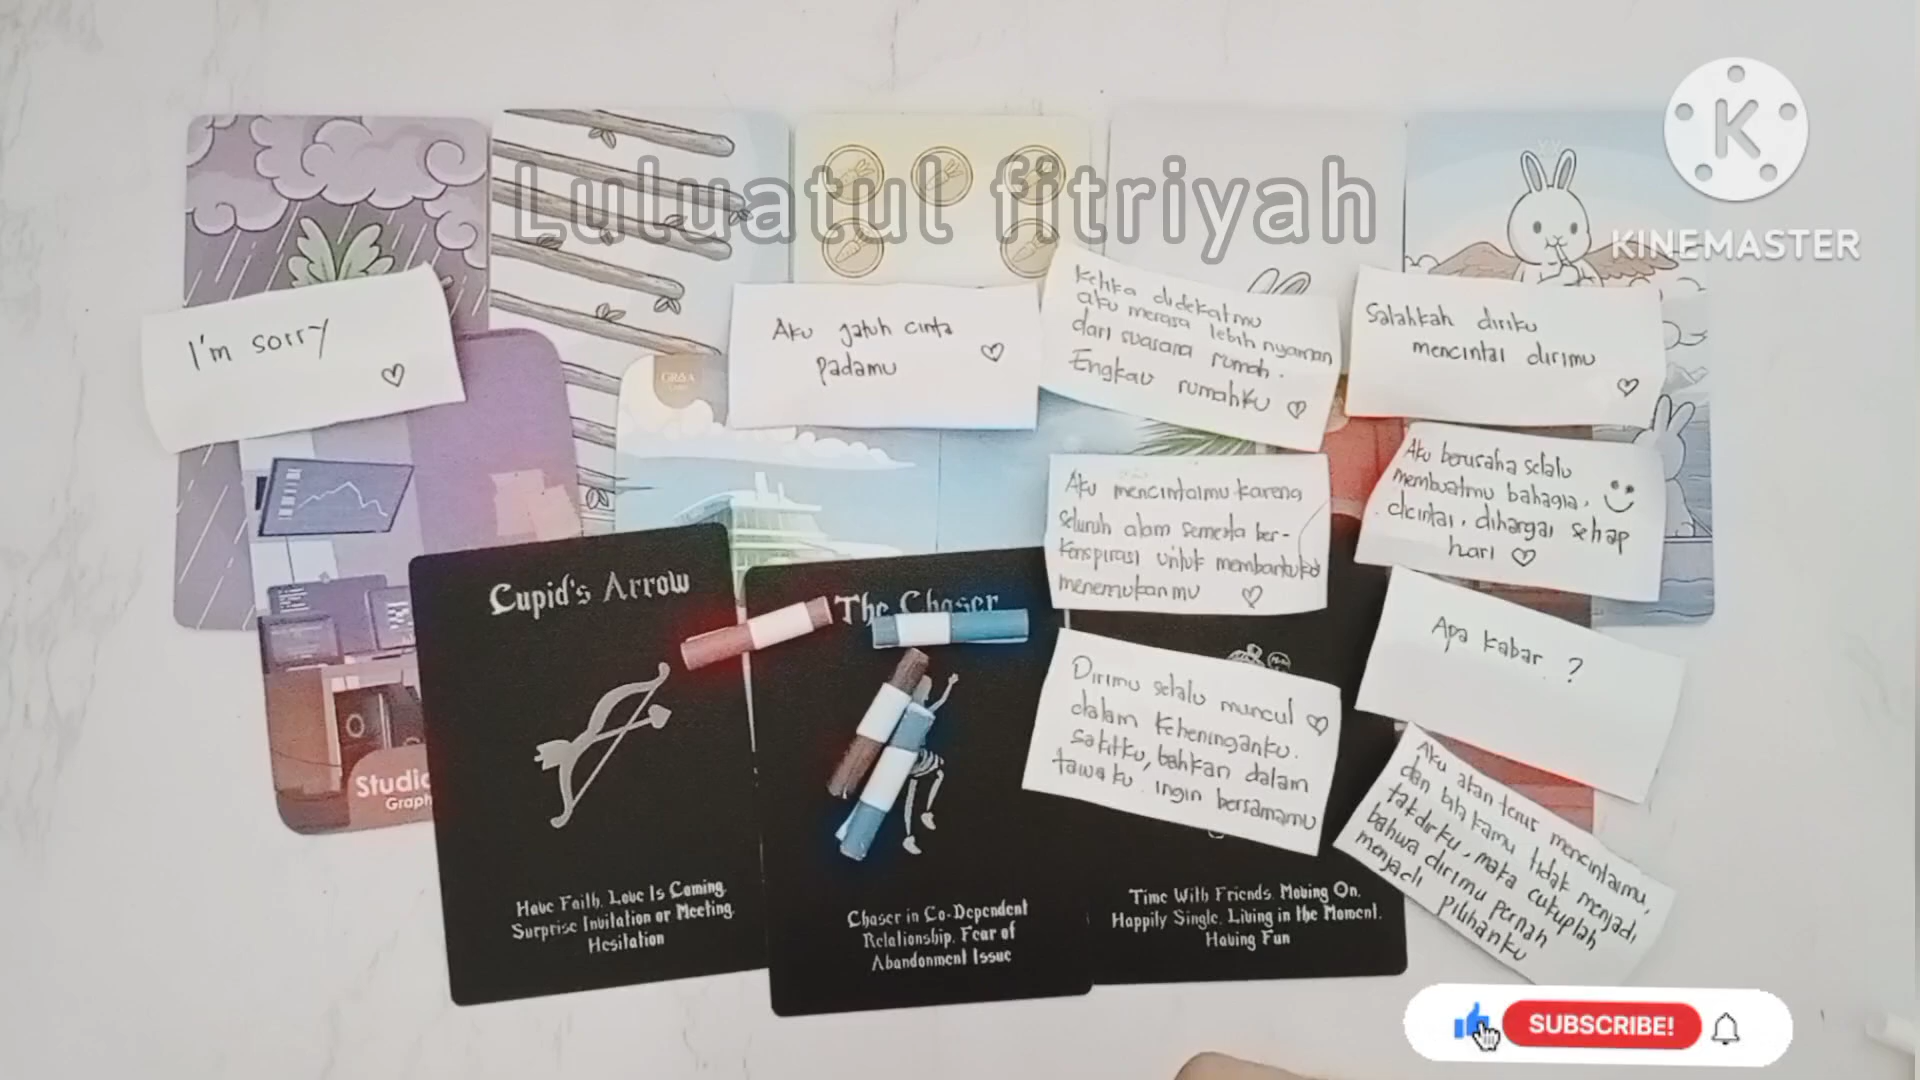 Luluatul fitriyah
K
KINEMASTER
I'm sorry
Aku jatuh cinta
padamu
Ketika didekatmu
aku merasa lebih nyaman
dari suasana rumah.
Engkau rumahku
Salahkah diriku
mencintai dirimu
GRXA
Aku mencintaimu karena
seluruh alam semesta ber-
konspirasi untuk membantuku
menemukanmu
Aku berusaha selalu
membuatmu bahagia,
dicintai, dihargai setiap
hari
Apa kabar ?
Dirimu selalu muncul
dalam keheninganku.
sakitku, bahkan dalam
tawaku. ingin bersamamu
Aku akan terus mencintaimu,
dan bila kamu tidak menjadi
takdirku, maka cukuplah
bahwa dirimu pernah
menjadi pilihanku
Studio
Graph
Cupid's Arrow
Have Faith. Love Is Coming.
Surprise Invitation or Meeting.
Hesitation
The Chaser
Chaser in Co-Dependent
Relationship. Fear of
Abandonment Issue
Time With Friends. Moving On.
Happily Single. Living in the Moment.
Having Fun
SUBSCRIBE!